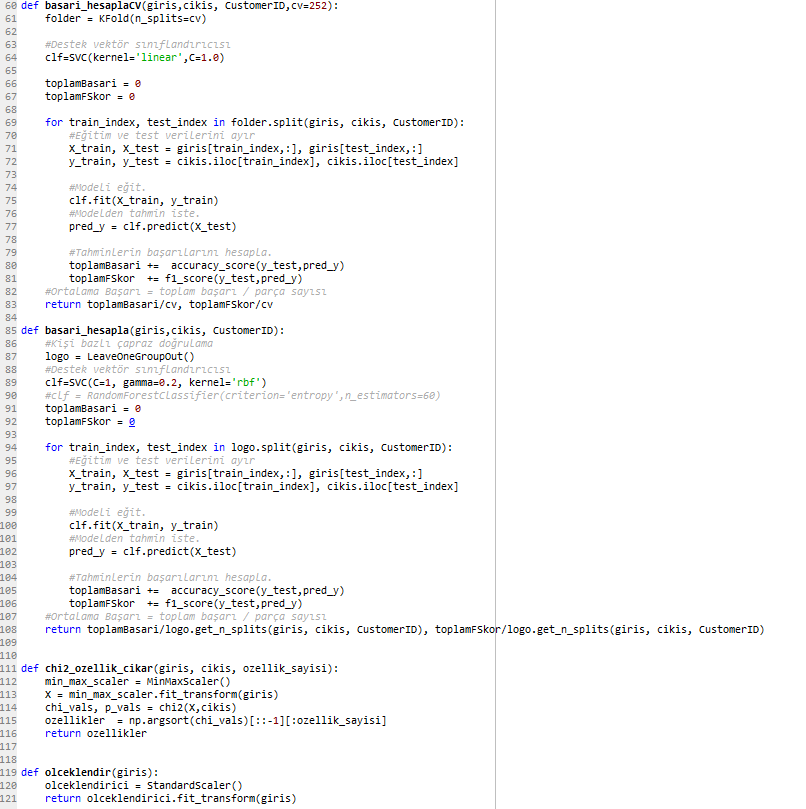 60 def basari_hesaplaCV(giris,cikis, CustomerID,cv=252):
61     folder = KFold(n_splits=cv)
62
63     #Destek vektör sınıflandırıcısı
64     clf=SVC(kernel='linear',C=1.0)
65
66     toplamBasari = 0
67     toplamFSkor = 0
68
69     for train_index, test_index in folder.split(giris, cikis, CustomerID):
70         #Eğitim ve test verilerini ayır
71         X_train, X_test = giris[train_index,:], giris[test_index,:]
72         y_train, y_test = cikis.iloc[train_index], cikis.iloc[test_index]
73
74         #Modeli eğit.
75         clf.fit(X_train, y_train)
76         #Modelden tahmin iste.
77         pred_y = clf.predict(X_test)
78
79         #Tahminlerin başarılarını hesapla.
80         toplamBasari +=  accuracy_score(y_test,pred_y)
81         toplamFSkor  += f1_score(y_test,pred_y)
82     #Ortalama Başarı = toplam başarı / parça sayısı
83     return toplamBasari/cv, toplamFSkor/cv
84
85 def basari_hesapla(giris,cikis, CustomerID):
86     #Kişi bazlı çapraz doğrulama
87     logo = LeaveOneGroupOut()
88     #Destek vektör sınıflandırıcısı
89     clf=SVC(C=1, gamma=0.2, kernel='rbf')
90     #clf = RandomForestClassifier(criterion='entropy',n_estimators=60)
91     toplamBasari = 0
92     toplamFSkor = 0
93
94     for train_index, test_index in logo.split(giris, cikis, CustomerID):
95         #Eğitim ve test verilerini ayır
96         X_train, X_test = giris[train_index,:], giris[test_index,:]
97         y_train, y_test = cikis.iloc[train_index], cikis.iloc[test_index]
98
99         #Modeli eğit.
100         clf.fit(X_train, y_train)
101         #Modelden tahmin iste.
102         pred_y = clf.predict(X_test)
103
104         #Tahminlerin başarılarını hesapla.
105         toplamBasari +=  accuracy_score(y_test,pred_y)
106         toplamFSkor  += f1_score(y_test,pred_y)
107     #Ortalama Başarı = toplam başarı / parça sayısı
108     return toplamBasari/logo.get_n_splits(giris, cikis, CustomerID), toplamFSkor/logo.get_n_splits(giris, cikis, CustomerID)
109
110
111 def chi2_ozellik_cikar(giris, cikis, ozellik_sayisi):
112     min_max_scaler = MinMaxScaler()
113     X = min_max_scaler.fit_transform(giris)
114     chi_vals, p_vals = chi2(X,cikis)
115     ozellikler  = np.argsort(chi_vals)[::-1][:ozellik_sayisi]
116     return ozellikler
117
118
119 def olceklendir(giris):
120     olceklendirici = StandardScaler()
121     return olceklendirici.fit_transform(giris)